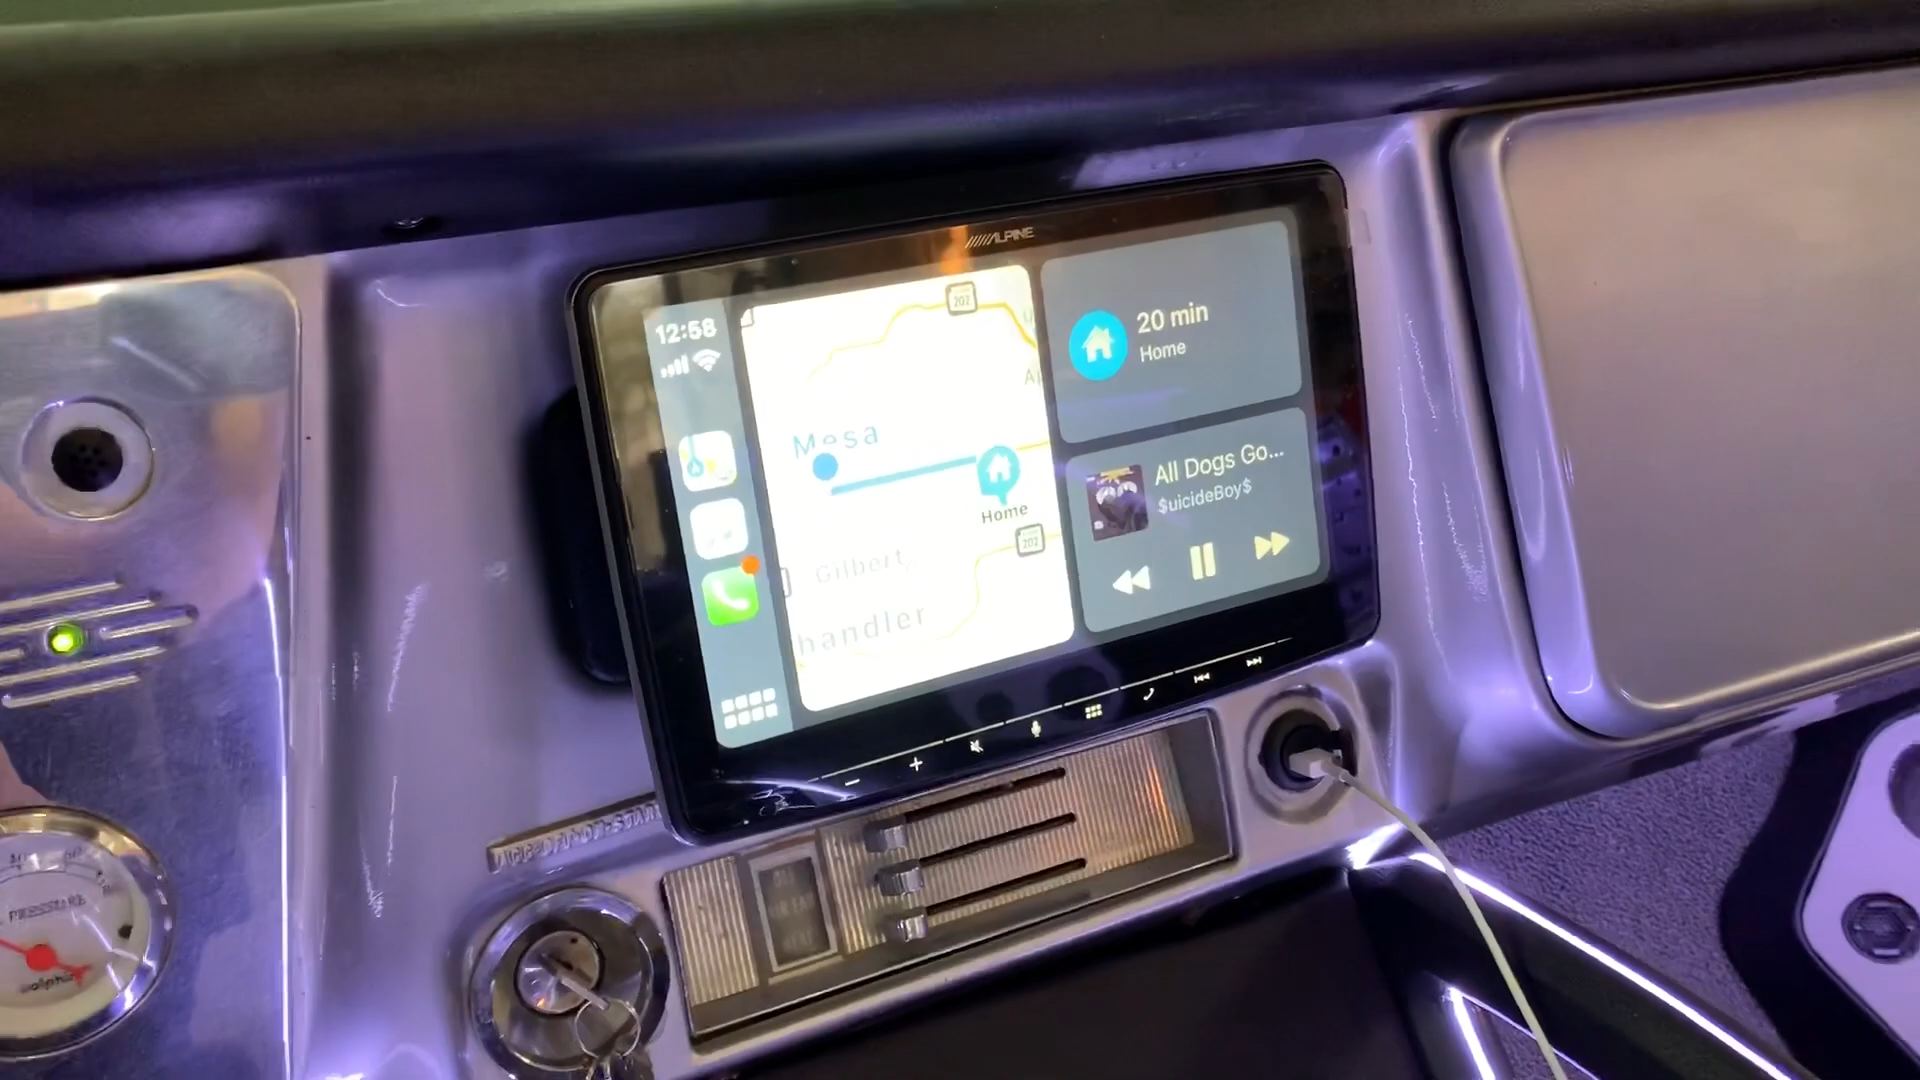 ALPINE
12:58
202
Mesa
Home
202
Gilbert
handler
20 min
Home
All Dogs Go...
$uicideBoy$
PRESSURE